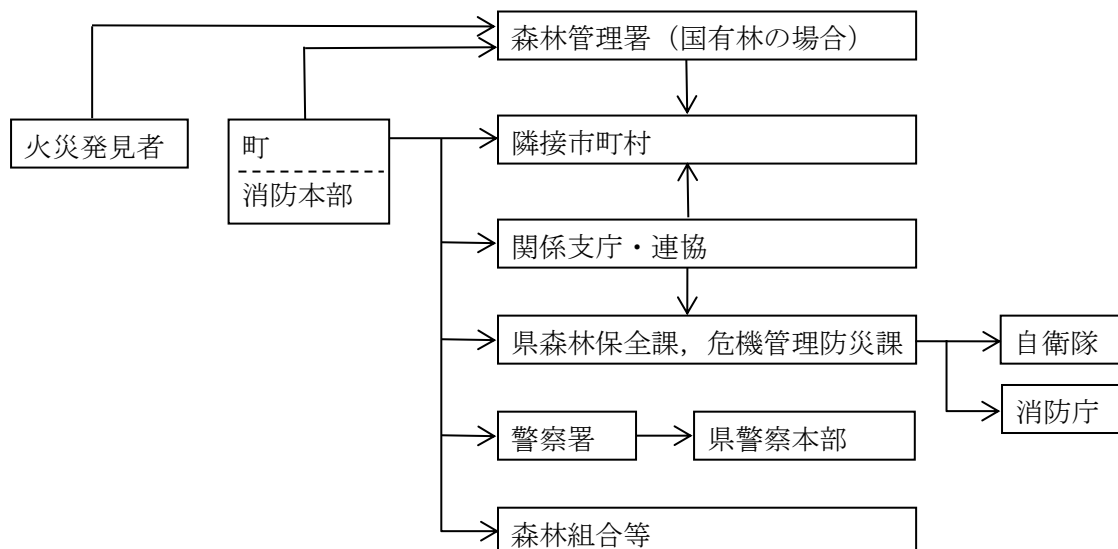 森林管理署（国有林の場合）
火災発見者
町
消防本部
隣接市町村
関係支庁・連協
県森林保全課，危機管理防災課
自衛隊
消防庁
警察署
県警察本部
森林組合等